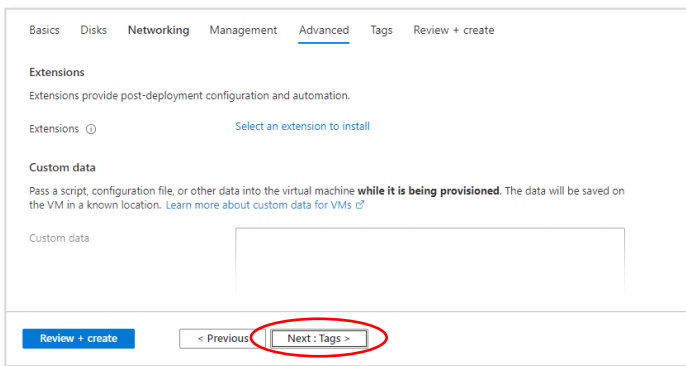 Basics Disks Networking Management Advanced Tags Review + create
Extensions
Extensions provide post-deployment configuration and automation.
Extensions Select an extension to install
Custom data
Pass a script, configuration file, or other data into the virtual machine while it is being provisioned. The data will be saved on
the VM in a known location. Learn more about custom data for VMs
Custom data
Review + create < Previous Next : Tags >